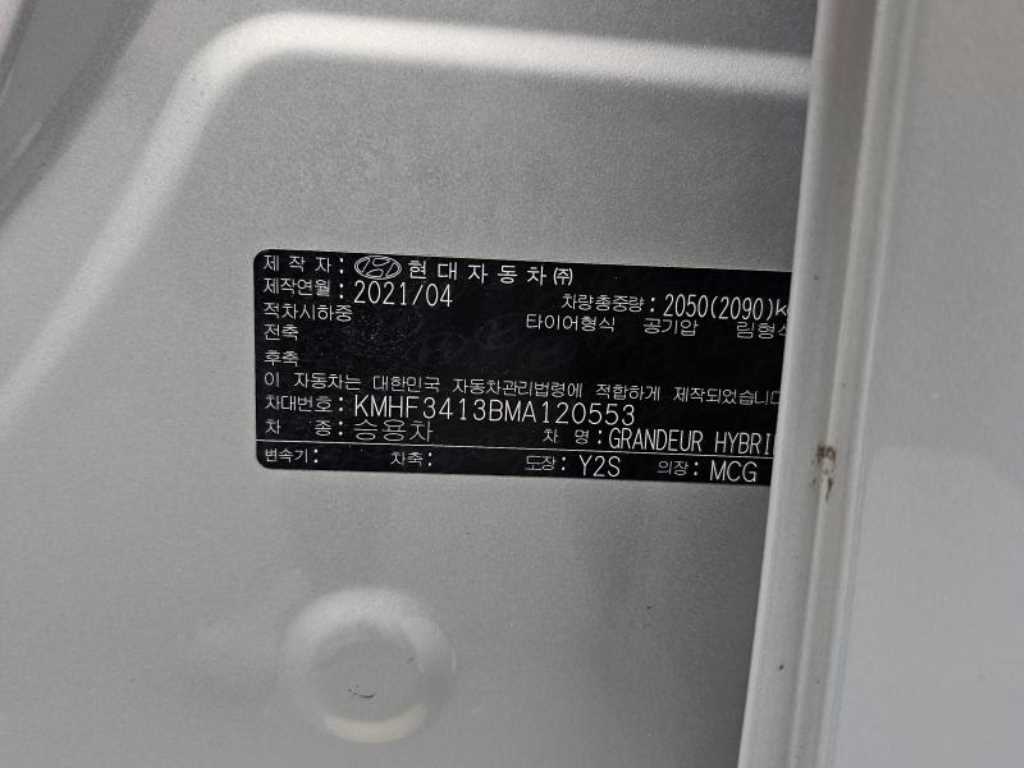 제 작 자 : 현 대 자 동 차 ㈜
제작연월 : 2021/04 차량총중량 : 2050(2090)k
적차시하중 타이어형식 공기압 림형식
전축
후축
이 자동차는 대한민국 자동차관리법령에 적합하게 제작되었습니다
차대번호 : KMHF3413BMA120553
차 종 : 승용차 차 명 : GRANDEUR HYBRI
변속기 : 차축 : 도장 : Y2S 의장 : MCG